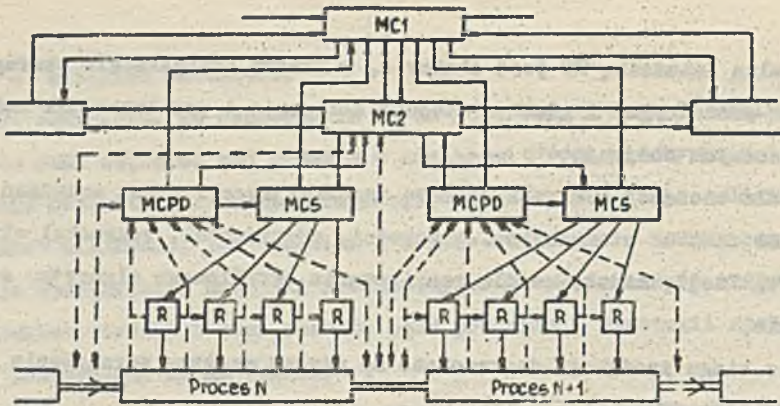 MC1
MC2
MCPD MCS MCPD MCS
R R R R R R R R
Proces N Proces N+1